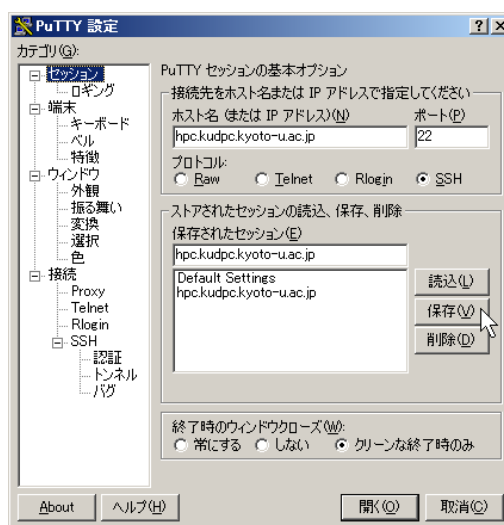 PuTTY 設定
カテゴリ(G):
セッション
ロギング
端末
キーボード
ベル
特徴
ウィンドウ
外観
振る舞い
変換
選択
色
接続
Proxy
Telnet
Rlogin
SSH
認証
トンネル
バグ
PuTTY セッションの基本オプション
接続先をホスト名または IP アドレスで指定してください
ホスト名 (または IP アドレス)(N)
ポート(P)
hpc.kudpc.kyoto-u.ac.jp
22
プロトコル:
Raw
Telnet
Rlogin
SSH
ストアされたセッションの読込、保存、削除
保存されたセッション(E)
hpc.kudpc.kyoto-u.ac.jp
Default Settings
hpc.kudpc.kyoto-u.ac.jp
読込(L)
保存(V)
削除(D)
終了時のウィンドウクローズ(W):
常にする
しない
クリーンな終了時のみ
About
ヘルプ(H)
開く(O)
取消(C)